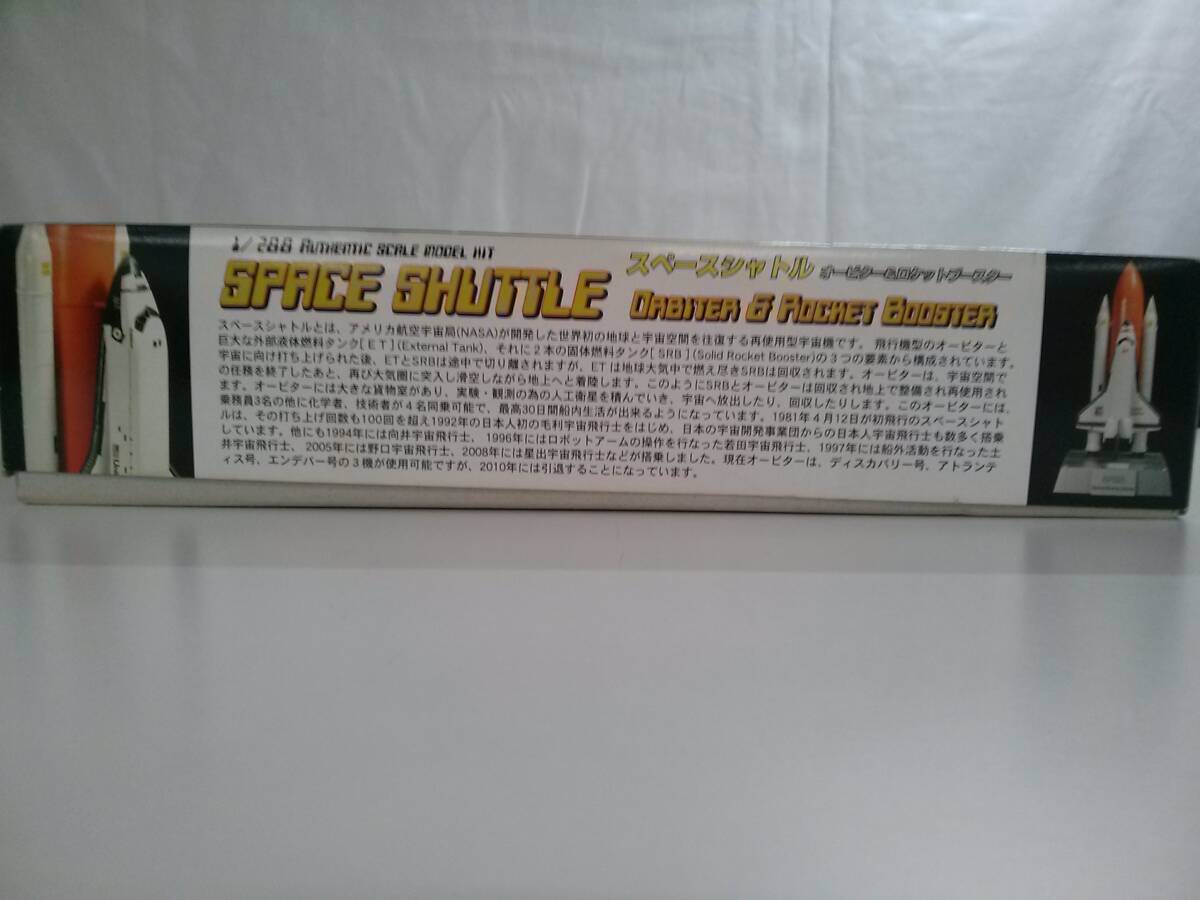 1/288 AUTHENTIC SCALE MODEL KIT
SPACE SHUTTLE スペースシャトル オービター&ロケットブースター
ORBITER & ROCKET BOOSTER
スペースシャトルとは、アメリカ航空宇宙局(NASA)が開発した世界初の地球と宇宙空間を往復する再使用型宇宙機です。 飛行機型のオービターと
巨大な外部液体燃料タンク[ET](External Tank)、それに2本の固体燃料タンク[SRB](Solid Rocket Booster)の3つの要素から構成されています。
宇宙に向け打ち上げられた後、ETとSRBは途中で切り離されますが、ETは地球大気中で燃え尽きSRBは回収されます。オービターは、宇宙空間で
の任務を終了したあと、再び大気圏に突入し滑空しながら地上へと着陸します。このようにSRBとオービターは回収され地上で整備され再使用され
ます。オービターには大きな貨物室があり、実験・観測の為の人工衛星を積んでいき、宇宙へ放出したり、回収したりします。このオービターには、
乗務員3名の他に化学者、技術者が4名同乗可能で、最高30日間船内生活が出来るようになっています。1981年4月12日が初飛行のスペースシャト
ルは、その打ち上げ回数も100回を超え1992年の日本人初の毛利宇宙飛行士をはじめ、日本の宇宙開発事業団からの日本人宇宙飛行士も数多く搭乗
しています。他にも1994年には向井宇宙飛行士、1996年にはロボットアームの操作を行なった若田宇宙飛行士、1997年には船外活動を行なった土
井宇宙飛行士、2005年には野口宇宙飛行士、2008年には星出宇宙飛行士などが搭乗しました。現在オービターは、ディスカバリー号、アトランテ
ィス号、エンデバー号の3機が使用可能ですが、2010年には引退することになっています。